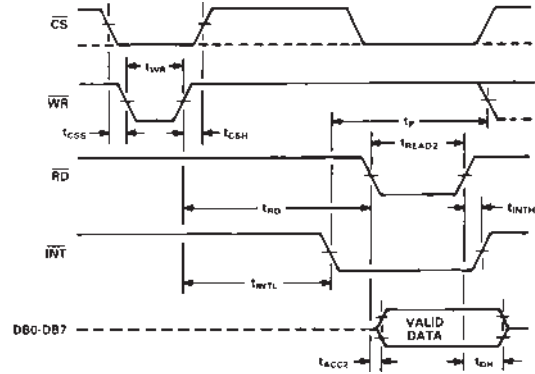 CS
tWR
WR
tCSS
tCSH
tP
tREAD2
RD
tRD
tINTH
INT
tINTL
DB0-DB7
VALID
DATA
tACC2
tDH